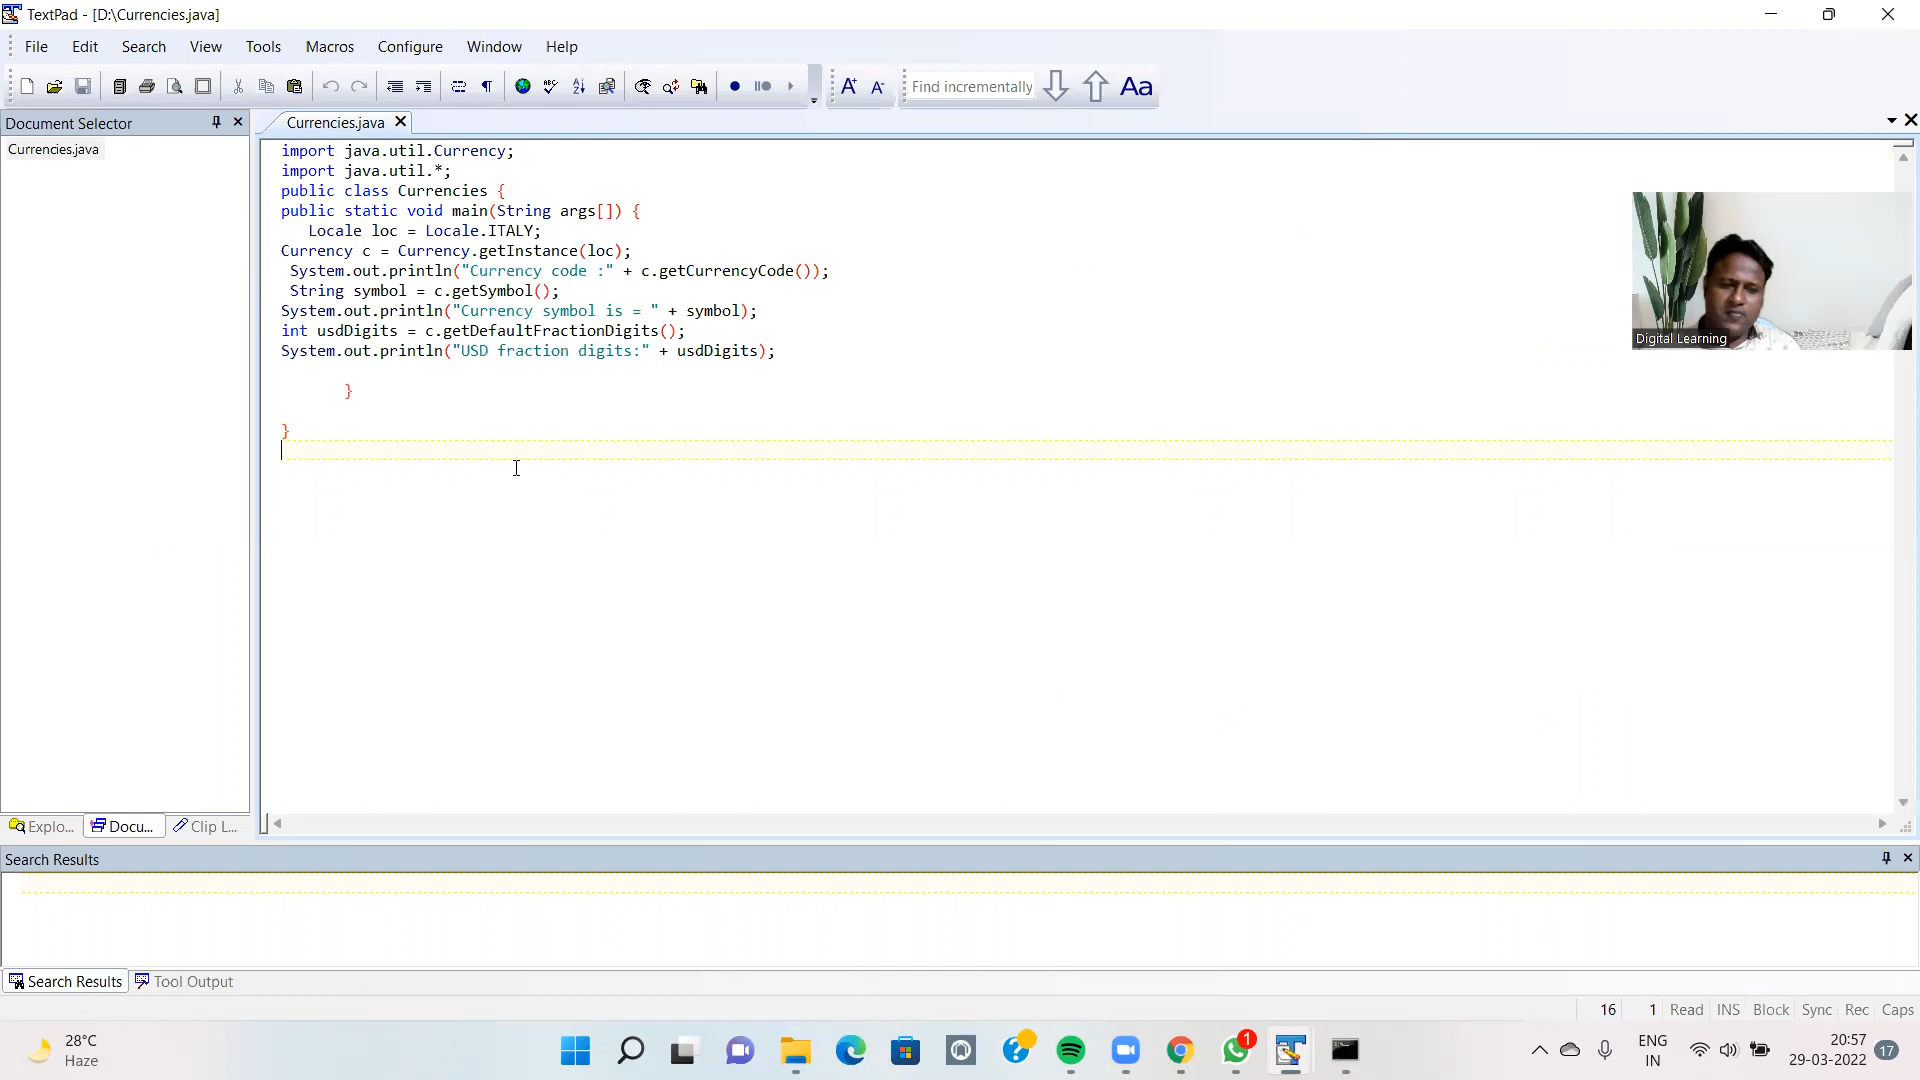 TextPad - [D:\Currencies.java]
File Edit Search View Tools Macros Configure Window Help
Find incrementally Aa
Document Selector
Currencies.java
Currencies.java
import java.util.Currency;
import java.util.*;
public class Currencies {
public static void main(String args[]) {
Locale loc = Locale.ITALY;
Currency c = Currency.getInstance(loc);
System.out.println("Currency code :" + c.getCurrencyCode());
String symbol = c.getSymbol();
System.out.println("Currency symbol is = " + symbol);
int usdDigits = c.getDefaultFractionDigits();
System.out.println("USD fraction digits:" + usdDigits);
}
}
Digital Learning
Explo... Docu... Clip L...
Search Results
Search Results Tool Output
16 1 Read INS Block Sync Rec Caps
28°C
Haze
1
ENG
IN
20:57
29-03-2022
17